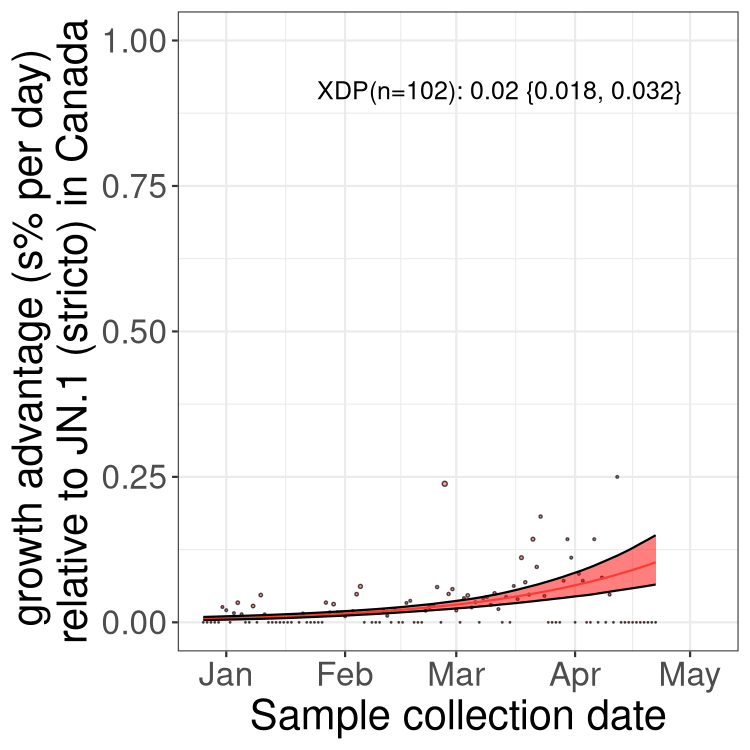 growth advantage (s% per day)
relative to JN.1 (stricto) in Canada
1.00
0.75
0.50
0.25
0.00
XDP(n=102): 0.02 {0.018, 0.032}
Jan Feb Mar Apr May
Sample collection date